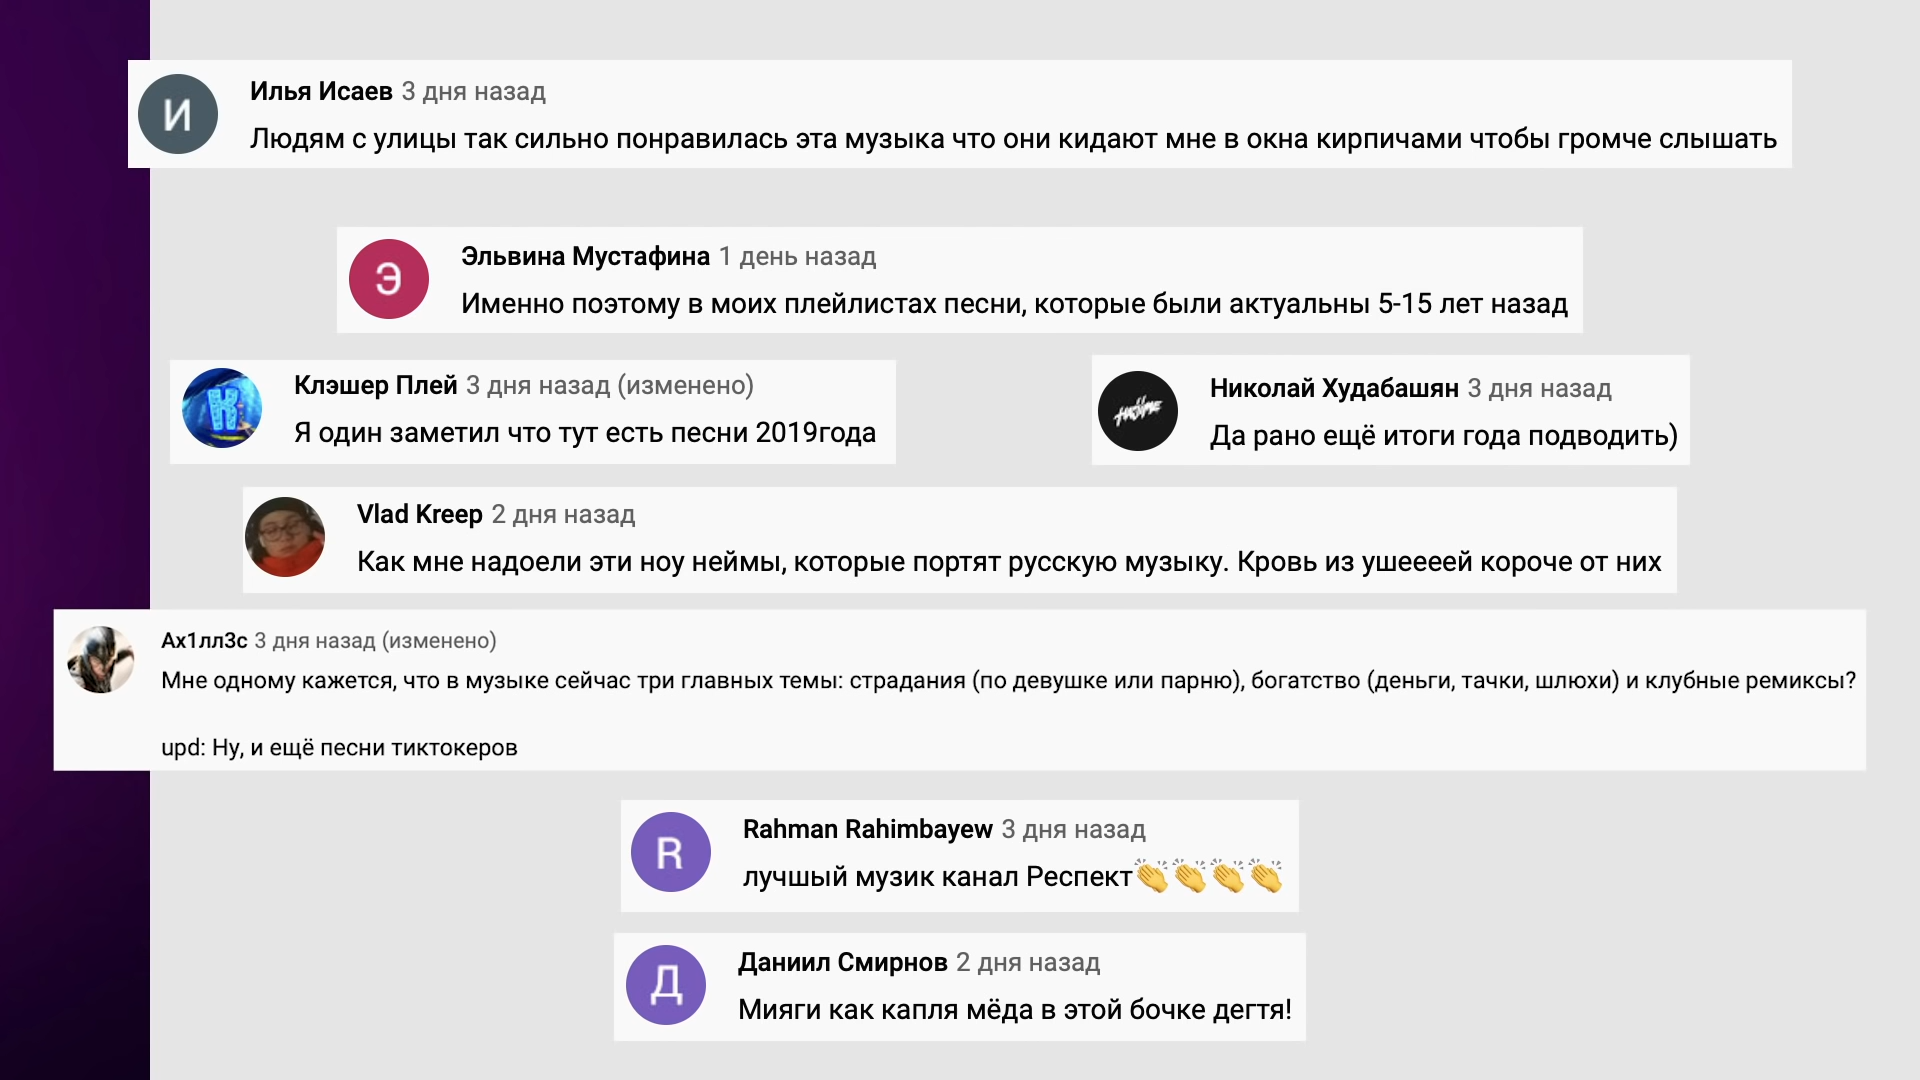 И
Илья Исаев 3 дня назад
Людям с улицы так сильно понравилась эта музыка что они кидают мне в окна кирпичами чтобы громче слышать
Э
Эльвина Мустафина 1 день назад
Именно поэтому в моих плейлистах песни, которые были актуальны 5-15 лет назад
K
Клэшер Плей 3 дня назад (изменено)
Я один заметил что тут есть песни 2019года
Николай Худабашян 3 дня назад
Да рано ещё итоги года подводить)
Vlad Kreep 2 дня назад
Как мне надоели эти ноу неймы, которые портят русскую музыку. Кровь из ушеееей короче от них
Ах1лл3с 3 дня назад (изменено)
Мне одному кажется, что в музыке сейчас три главных темы: страдания (по девушке или парню), богатство (деньги, тачки, шлюхи) и клубные ремиксы?
upd: Ну, и ещё песни тиктокеров
R
Rahman Rahimbayew 3 дня назад
лучшый музик канал Респект👏👏👏👏
Д
Даниил Смирнов 2 дня назад
Мияги как капля мёда в этой бочке дегтя!